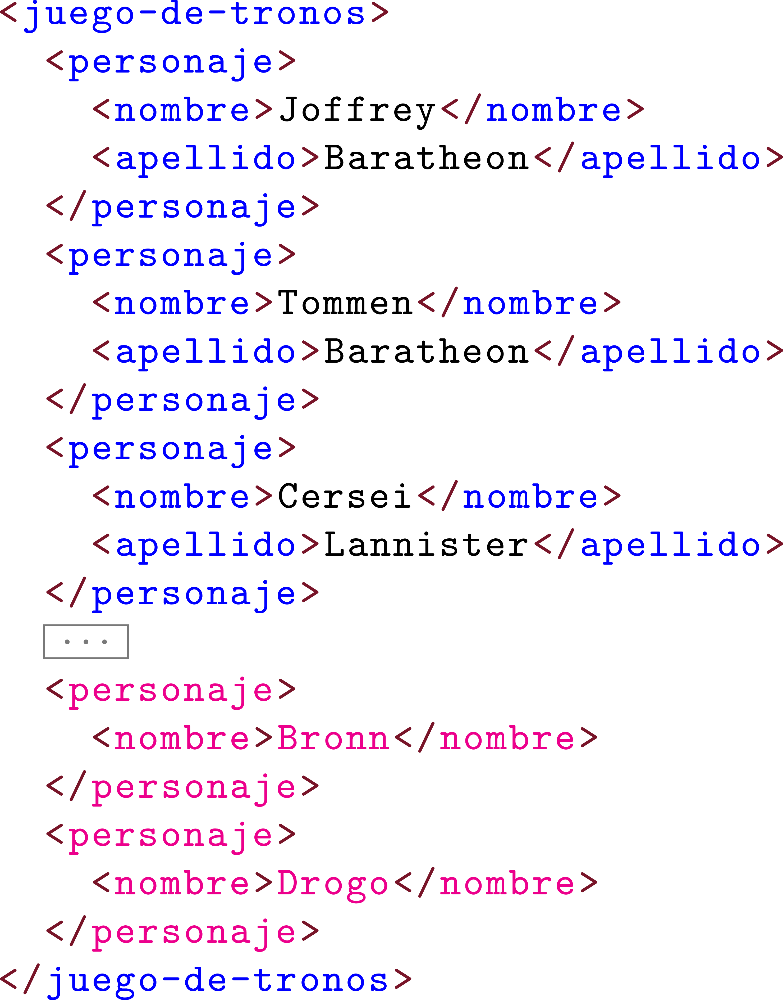 <juego-de-tronos>
<personaje>
<nombre>Joffrey</nombre>
<apellido>Baratheon</apellido>
</personaje>
<personaje>
<nombre>Tommen</nombre>
<apellido>Baratheon</apellido>
</personaje>
<personaje>
<nombre>Cersei</nombre>
<apellido>Lannister</apellido>
</personaje>
...
<personaje>
<nombre>Bronn</nombre>
</personaje>
<personaje>
<nombre>Drogo</nombre>
</personaje>
</juego-de-tronos>